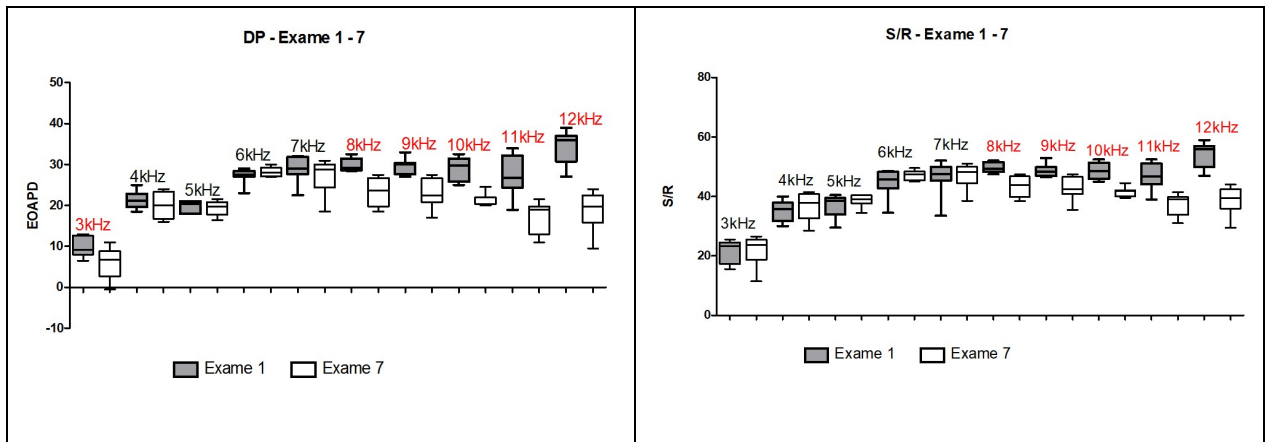 DP - Exame 1 - 7
EOAPD
50
40
30
20
10
0
-10
3kHz
4kHz
5kHz
6kHz
7kHz
8kHz
9kHz
10kHz
11kHz
12kHz
Exame 1
Exame 7
S/R - Exame 1 - 7
S/R
80
60
40
20
0
3kHz
4kHz
5kHz
6kHz
7kHz
8kHz
9kHz
10kHz
11kHz
12kHz
Exame 1
Exame 7